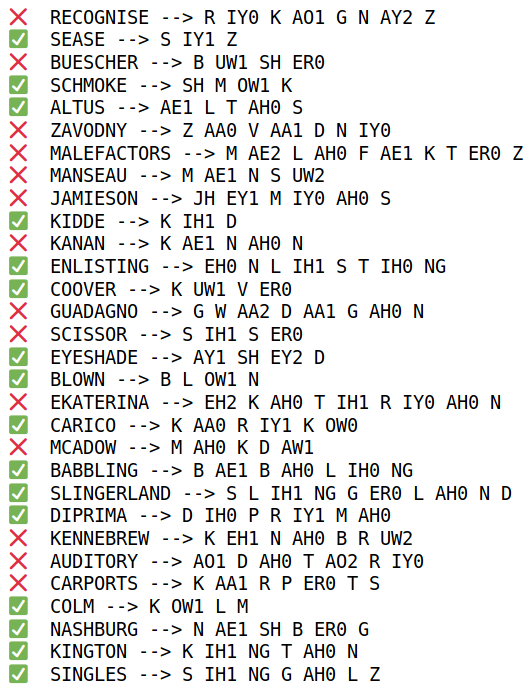 ❌ RECOGNISE --> R IY0 K AO1 G N AY2 Z
✅ SEASE --> S IY1 Z
❌ BUESCHER --> B UW1 SH ER0
✅ SCHMOKE --> SH M OW1 K
✅ ALTUS --> AE1 L T AH0 S
❌ ZAVODNY --> Z AA0 V AA1 D N IY0
❌ MALEFACTORS --> M AE2 L AH0 F AE1 K T ER0 Z
❌ MANSEAU --> M AE1 N S UW2
❌ JAMIESON --> JH EY1 M IY0 AH0 S
✅ KIDDE --> K IH1 D
❌ KANAN --> K AE1 N AH0 N
✅ ENLISTING --> EH0 N L IH1 S T IH0 NG
✅ COOVER --> K UW1 V ER0
❌ GUADAGNO --> G W AA2 D AA1 G AH0 N
❌ SCISSOR --> S IH1 S ER0
✅ EYESHADE --> AY1 SH EY2 D
✅ BLOWN --> B L OW1 N
❌ EKATERINA --> EH2 K AH0 T IH1 R IY0 AH0 N
✅ CARICO --> K AA0 R IY1 K OW0
❌ MCADOW --> M AH0 K D AW1
✅ BABBLING --> B AE1 B AH0 L IH0 NG
✅ SLINGERLAND --> S L IH1 NG G ER0 L AH0 N D
✅ DIPRIMA --> D IH0 P R IY1 M AH0
❌ KENNEBREW --> K EH1 N AH0 B R UW2
❌ AUDITORY --> AO1 D AH0 T AO2 R IY0
❌ CARPORTS --> K AA1 R P ER0 T S
✅ COLM --> K OW1 L M
✅ NASHBURG --> N AE1 SH B ER0 G
✅ KINGTON --> K IH1 NG T AH0 N
✅ SINGLES --> S IH1 NG G AH0 L Z